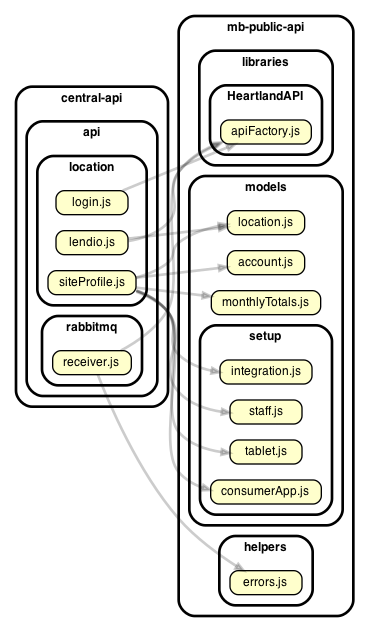 mb-public-api
libraries
HeartlandAPI
apiFactory.js
central-api
api
location
login.js
lendio.js
siteProfile.js
rabbitmq
receiver.js
models
location.js
account.js
monthlyTotals.js
setup
integration.js
staff.js
tablet.js
consumerApp.js
helpers
errors.js